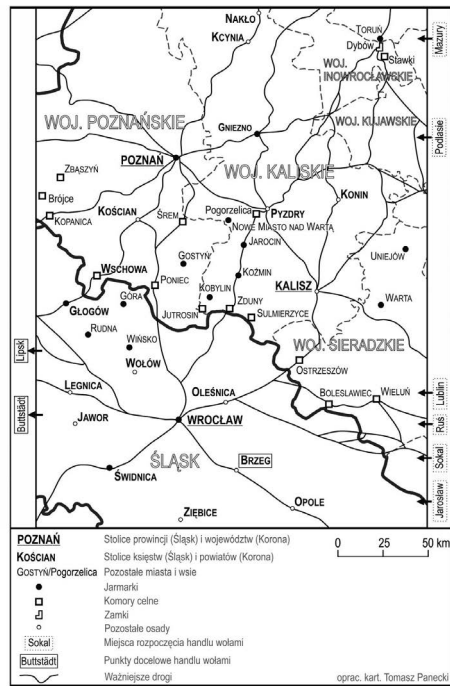 NAKŁO
KCYNIA
TORUŃ
DYBÓW
Stawki
WOJ. INOWROCŁAWSKIE
WOJ. POZNAŃSKIE
GNIEZNO
WOJ. KUJAWSKIE
POZNAŃ
WOJ. KALISKIE
ZBĄSZYŃ
BRÓJCE
KOPANICA
KOŚCIAN
ŚREM
Pogorzelica
PYZDRY
NOWE MIASTO NAD WARTĄ
KONIN
JAROCIN
UNIEJÓW
GOSTYŃ
WSCHOWA
PONIEC
KOŹMIN
KOBYLIN
KALISZ
WARTA
GŁOGÓW
GÓRA
JUTROSIN
ZDUNY
SULMIERZYCE
RUDNA
WIŃSKO
WOJ. SIERADZKIE
WOŁÓW
OSTRZESZÓW
LEGNICA
OLEŚNICA
BOLESŁAWIEC
WIELUŃ
JAWOR
WROCŁAW
ŚLĄSK
ŚWIDNICA
BRZEG
ZIĘBICE
OPOLE
Mazury
Podlasie
Lipsk
Buttstädt
Lublin
Ruś
Sokal
Jarosław
POZNAŃ Stolice prowincji (Śląsk) i województw (Korona)
KOŚCIAN Stolice księstw (Śląsk) i powiatów (Korona)
GOSTYŃ/Pogorzelica Pozostałe miasta i wsie
Jarmarki
Komory celne
Zamki
Pozostałe osady
Sokal Miejsca rozpoczęcia handlu wołami
Buttstädt Punkty docelowe handlu wołami
Ważniejsze drogi
0 25 50 km
oprac. kart. Tomasz Panecki